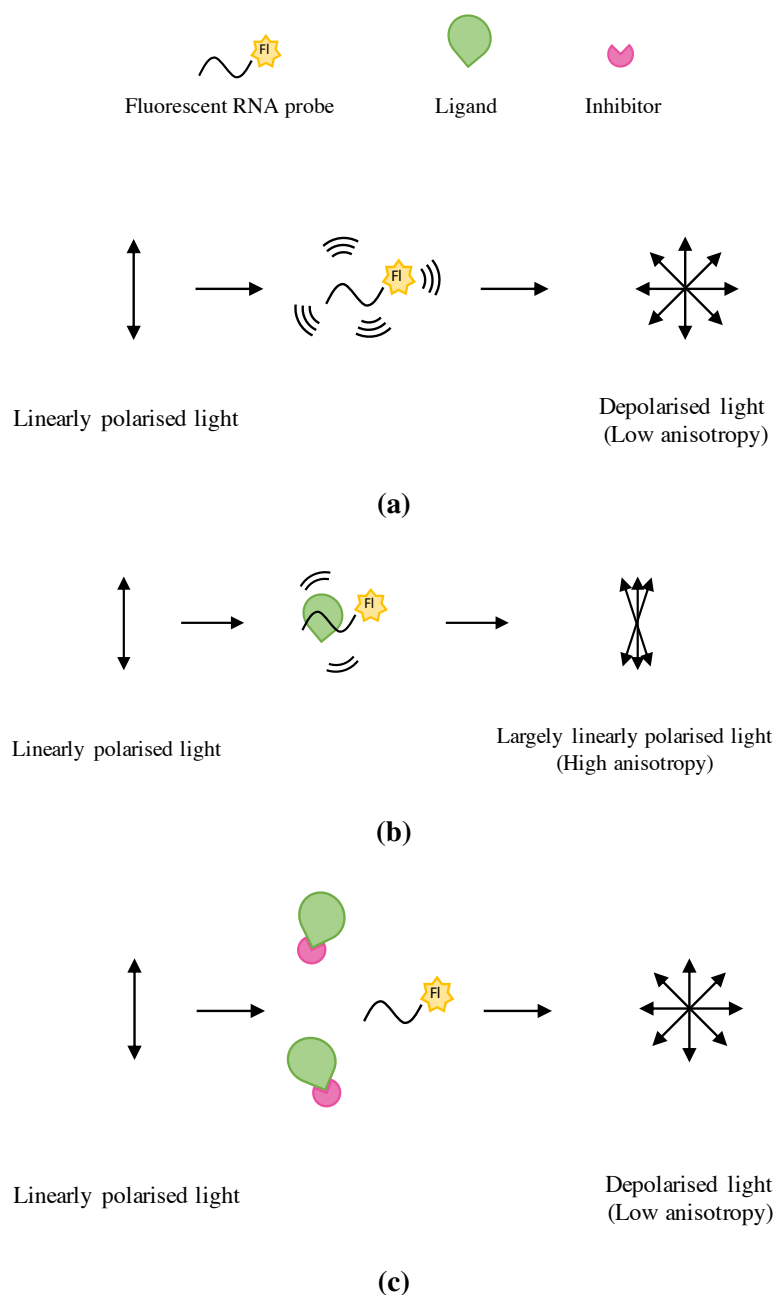 Fl
Fluorescent RNA probe
Ligand
Inhibitor
Fl
Linearly polarised light
Depolarised light
(Low anisotropy)
(a)
Fl
Linearly polarised light
Largely linearly polarised light
(High anisotropy)
(b)
Fl
Linearly polarised light
Depolarised light
(Low anisotropy)
(c)